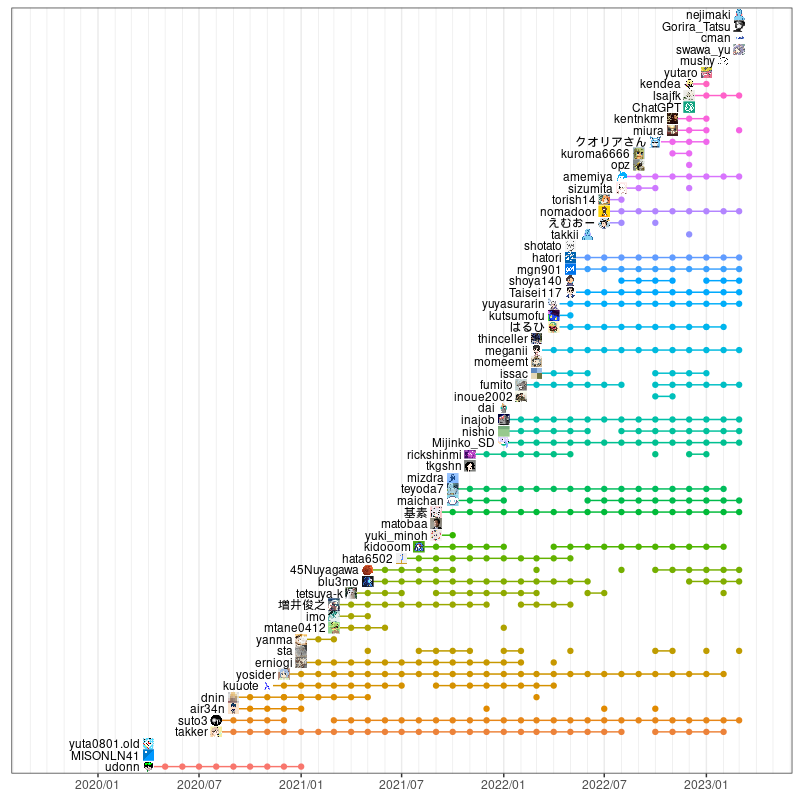 nejimaki
Gorira_Tatsu
cman
swawa_yu
mushy
yutaro
kendea
lsajfk
ChatGPT
kentnkmr
miura
クオリアさん
kuroma6666
opz
amemiya
sizumita
torish14
nomadoor
えむおー
takkii
shotato
hatori
mgn901
shoya140
Taisei117
yuyasurarin
kutsumofu
はるひ
thinceller
meganii
momeemt
issac
fumito
inoue2002
dai
inajob
nishio
Mijinko_SD
rickshinmi
tkgshn
mizdra
teyoda7
maichan
基素
matobaa
yuki_minoh
kidooom
hata6502
45Nuyagawa
blu3mo
tetsuya-k
増井俊之
imo
mtane0412
yanma
sta
erniogi
yosider
kuuote
dnin
air34n
suto3
takker
yuta0801.old
MISONLN41
udonn
2020/01 2020/07 2021/01 2021/07 2022/01 2022/07 2023/01